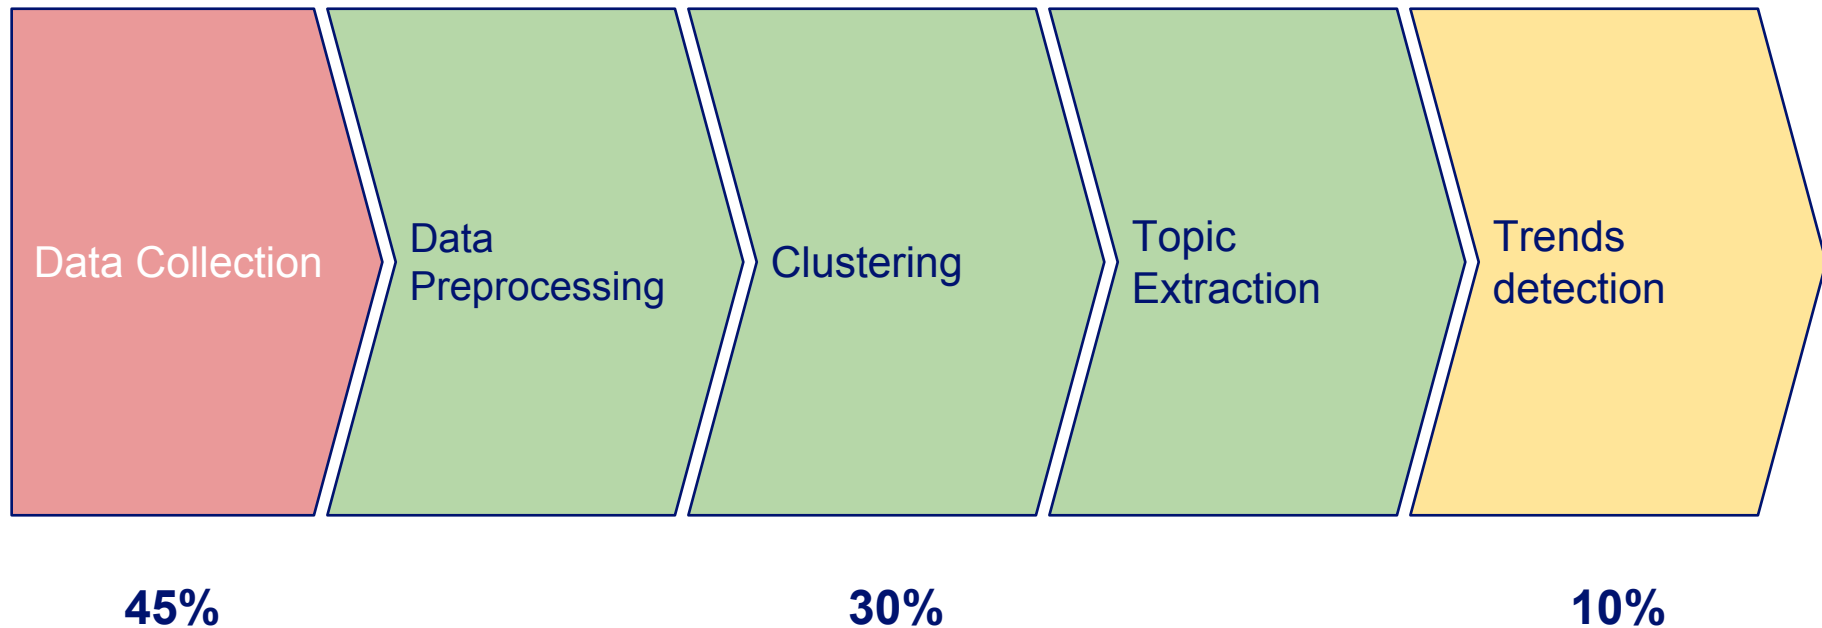 Data Collection
Data
Preprocessing
Clustering
Topic
Extraction
Trends
detection
45%
30%
10%